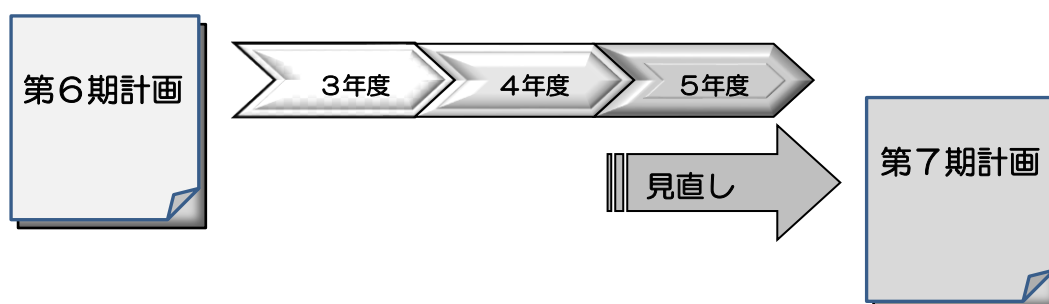 第６期計画
３年度
４年度
５年度
見直し
第７期計画